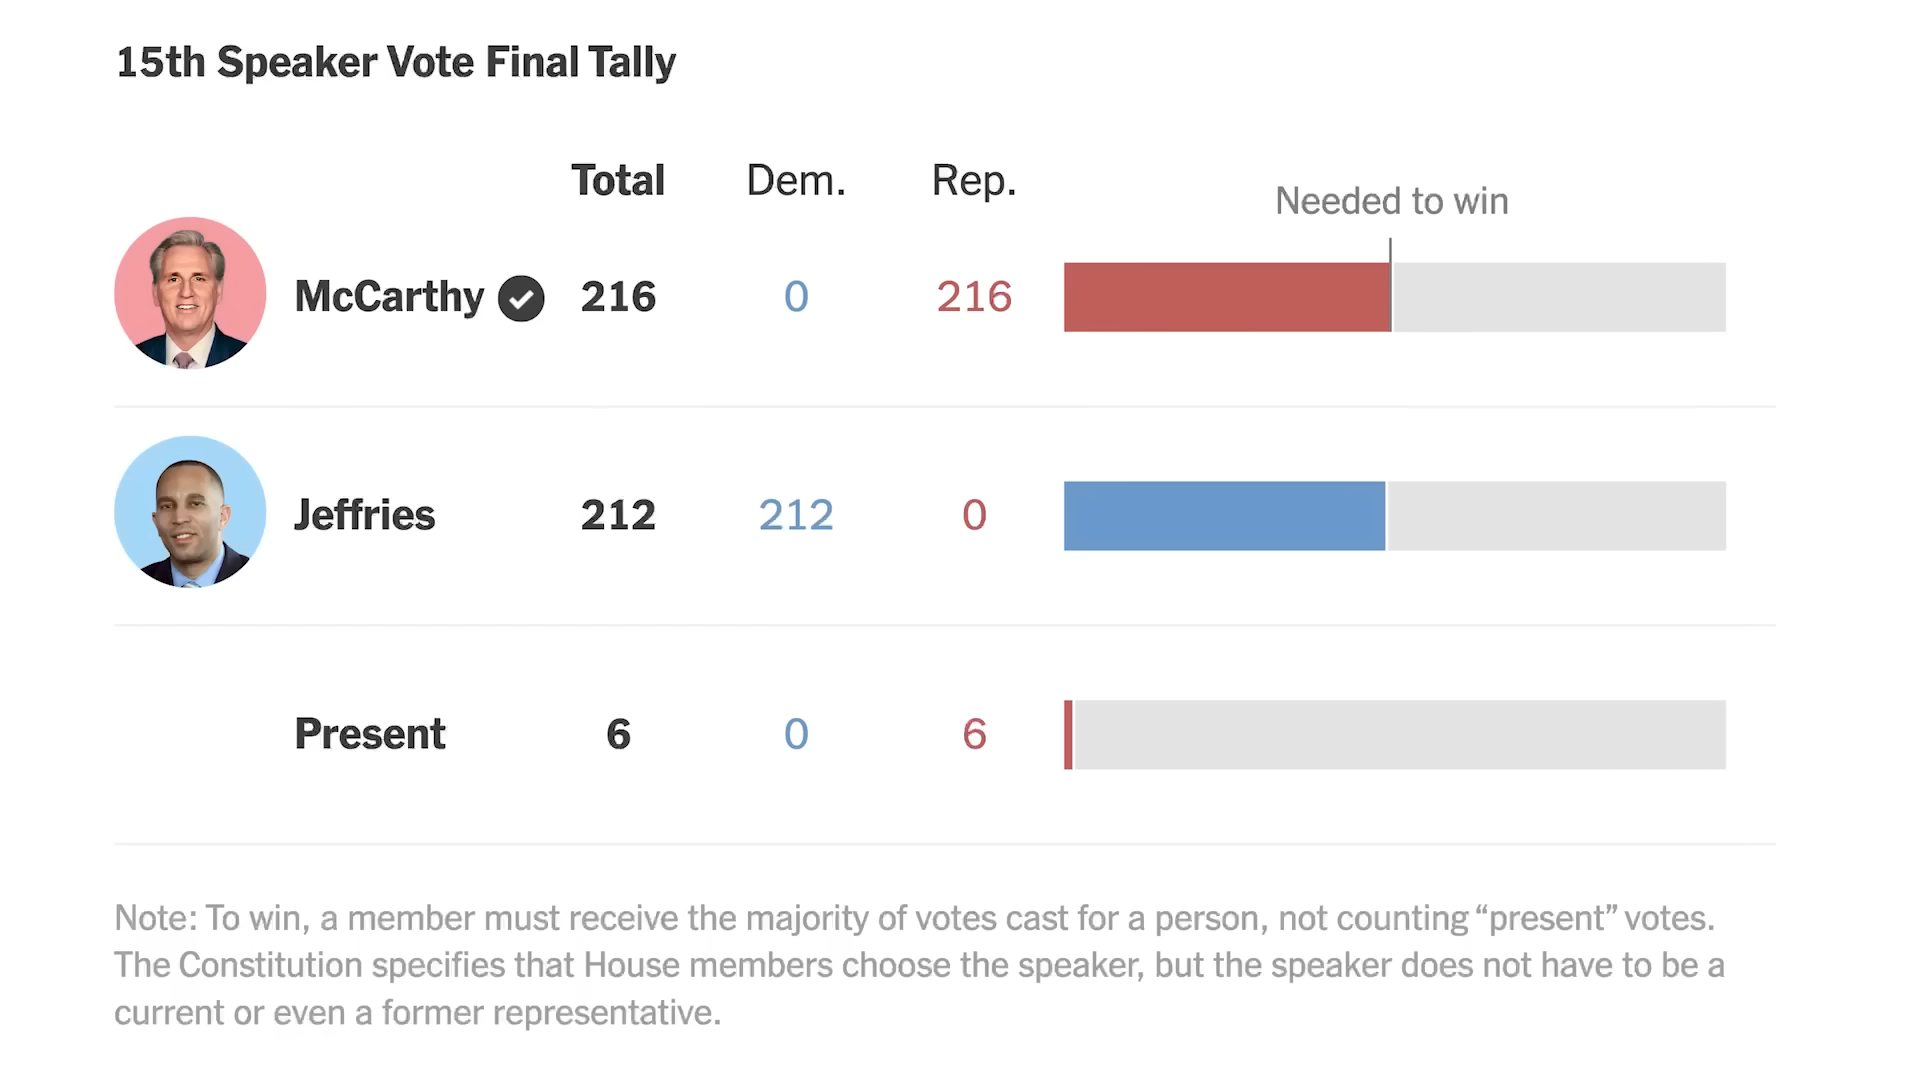 15th Speaker Vote Final Tally
Total Dem. Rep.
Needed to win
McCarthy 216 0 216
Jeffries 212 212 0
Present 6 0 6
Note: To win, a member must receive the majority of votes cast for a person, not counting “present” votes.
The Constitution specifies that House members choose the speaker, but the speaker does not have to be a
current or even a former representative.